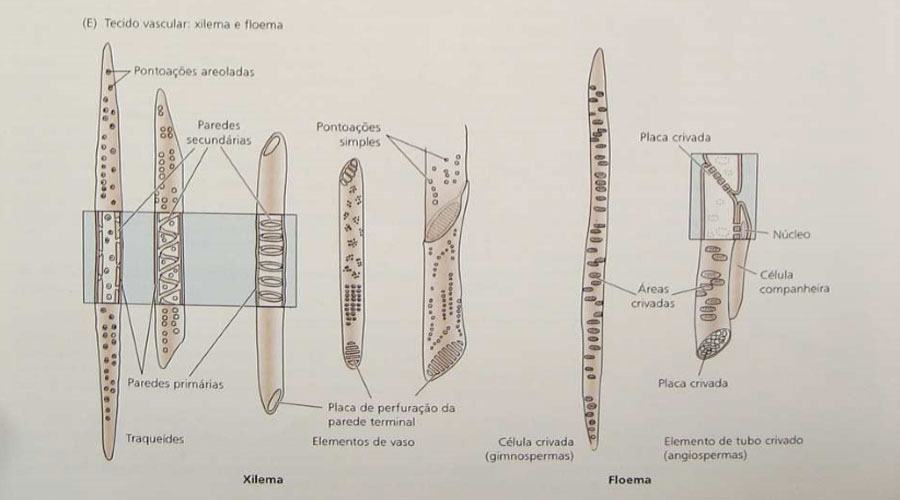 (E) Tecido vascular: xilema e floema
Pontoações areoladas
Paredes
secundárias
Pontoações
simples
Placa crivada
Núcleo
Célula
companheira
Áreas
crivadas
Paredes primárias
Placa crivada
Placa de perfuração da
parede terminal
Traqueídes
Elementos de vaso
Célula crivada
(gimnospermas)
Elemento de tubo crivado
(angiospermas)
Xilema
Floema